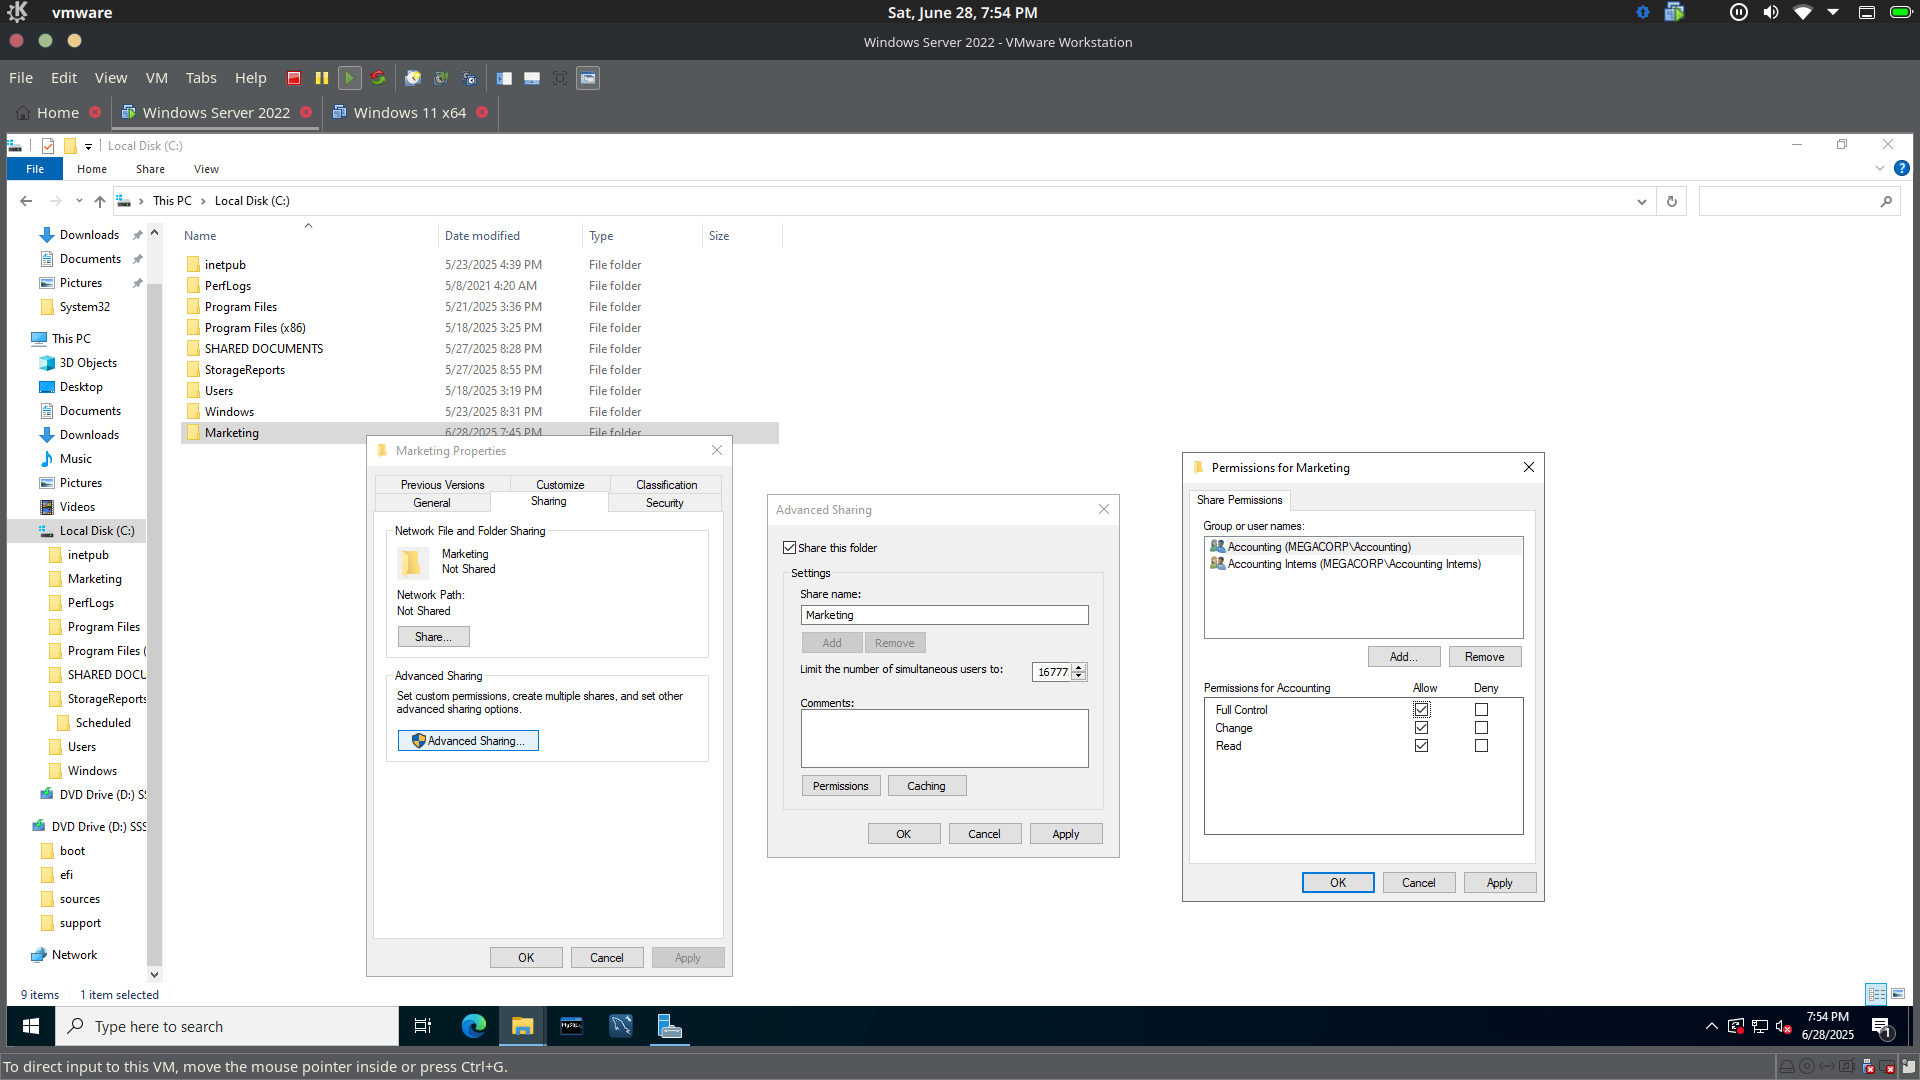 vmware
Sat, June 28, 7:54 PM
Windows Server 2022 - VMware Workstation
File Edit View VM Tabs Help
Home
Windows Server 2022
Windows 11 x64
Local Disk (C:)
File Home Share View
This PC Local Disk (C:)
Name Date modified Type Size
inetpub 5/23/2025 4:39 PM File folder
PerfLogs 5/8/2021 4:20 AM File folder
Program Files 5/21/2025 3:36 PM File folder
Program Files (x86) 5/18/2025 3:25 PM File folder
SHARED DOCUMENTS 5/27/2025 8:28 PM File folder
StorageReports 5/27/2025 8:55 PM File folder
Users 5/18/2025 3:19 PM File folder
Windows 5/23/2025 8:31 PM File folder
Marketing 6/28/2025 7:45 PM File folder
Downloads
Documents
Pictures
System32
This PC
3D Objects
Desktop
Documents
Downloads
Music
Pictures
Videos
Local Disk (C:)
inetpub
Marketing
PerfLogs
Program Files
Program Files (
SHARED DOCU
StorageReports
Scheduled
Users
Windows
DVD Drive (D:) S
DVD Drive (D:) SSS
boot
efi
sources
support
Network
9 items 1 item selected
Marketing Properties
Previous Versions Customize Classification
General Sharing Security
Network File and Folder Sharing
Marketing
Not Shared
Network Path:
Not Shared
Share...
Advanced Sharing
Set custom permissions, create multiple shares, and set other
advanced sharing options.
Advanced Sharing...
OK Cancel Apply
Advanced Sharing
Share this folder
Settings
Share name:
Marketing
Add Remove
Limit the number of simultaneous users to: 16777
Comments:
Permissions Caching
OK Cancel Apply
Permissions for Marketing
Share Permissions
Group or user names:
Accounting (MEGACORP\Accounting)
Accounting Interns (MEGACORP\Accounting Interns)
Add... Remove
Permissions for Accounting Allow Deny
Full Control
Change
Read
OK Cancel Apply
Type here to search
MySQL
7:54 PM
6/28/2025
1
To direct input to this VM, move the mouse pointer inside or press Ctrl+G.